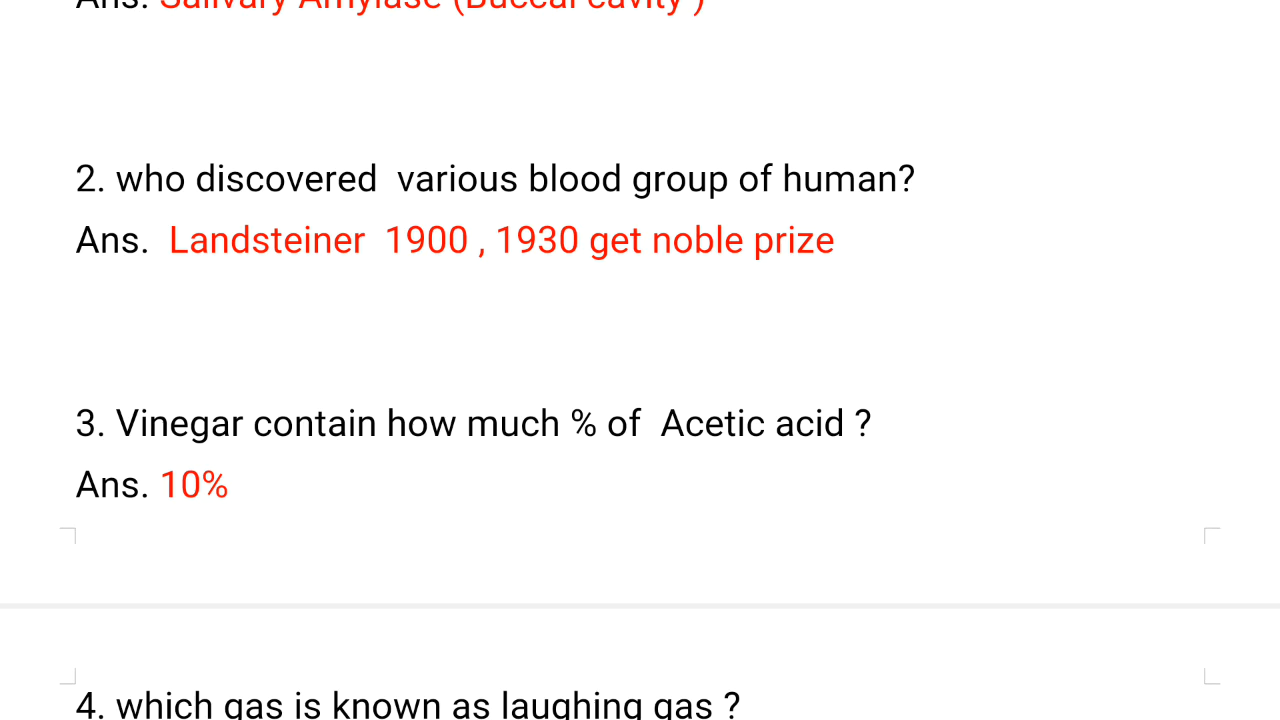 Ans. Salivary Amylase (Buccal cavity )
2. who discovered  various blood group of human?
Ans.  Landsteiner  1900 , 1930 get noble prize
3. Vinegar contain how much % of  Acetic acid ?
Ans. 10%
4. which gas is known as laughing gas ?